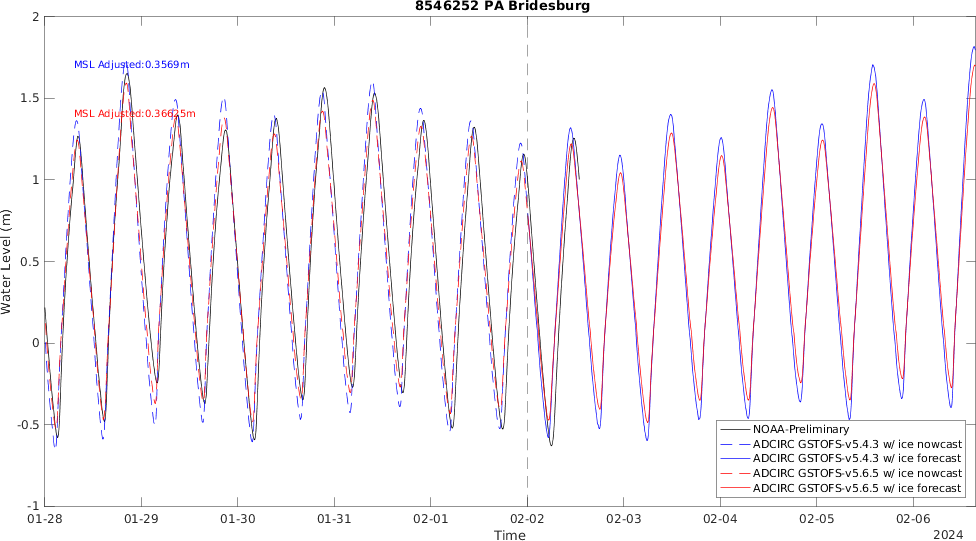 8546252 PA Bridesburg
2
1.5
1
0.5
0
-0.5
-1
Water Level (m)
MSL Adjusted:0.3569m
MSL Adjusted:0.36625m
NOAA-Preliminary
ADCIRC GSTOFS-v5.4.3 w/ ice nowcast
ADCIRC GSTOFS-v5.4.3 w/ ice forecast
ADCIRC GSTOFS-v5.6.5 w/ ice nowcast
ADCIRC GSTOFS-v5.6.5 w/ ice forecast
01-28 01-29 01-30 01-31 02-01 02-02 02-03 02-04 02-05 02-06
Time
2024